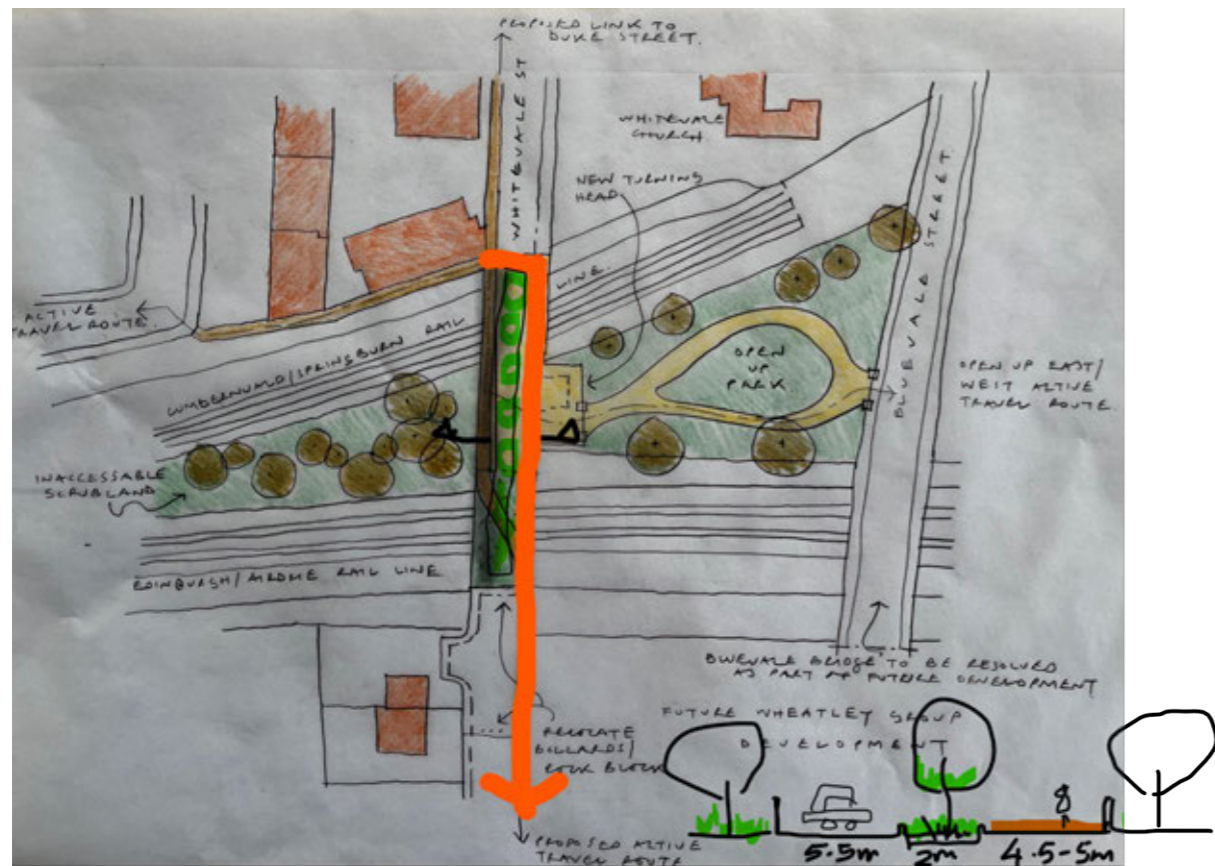 PROPOSED LINK TO
DUKE STREET.
WHITEVALE ST
WHITEVALE
CHURCH.
NEW TURNING
HEAD.
BLUEVALE STREET.
ACTIVE
TRAVEL ROUTE.
CUMBERNAULD/SPRINGBURN RAIL LINE.
OPEN
UP
PARK
OPEN UP EAST/
WEST ACTIVE
TRAVEL ROUTE.
INACCESSABLE
SCRUBLAND
EDINBURGH/AIRDRIE RAIL LINE
BLUEVALE BRIDGE TO BE RESOLVED
AS PART OF FUTURE DEVELOPMENT
FUTURE WHEATLEY GROUP
DEVELOPMENT
RELOCATE
BOLLARDS/
ROCK BLOCK
5.5m
2m
4.5-5m
PROPOSED ACTIVE
TRAVEL ROUTE